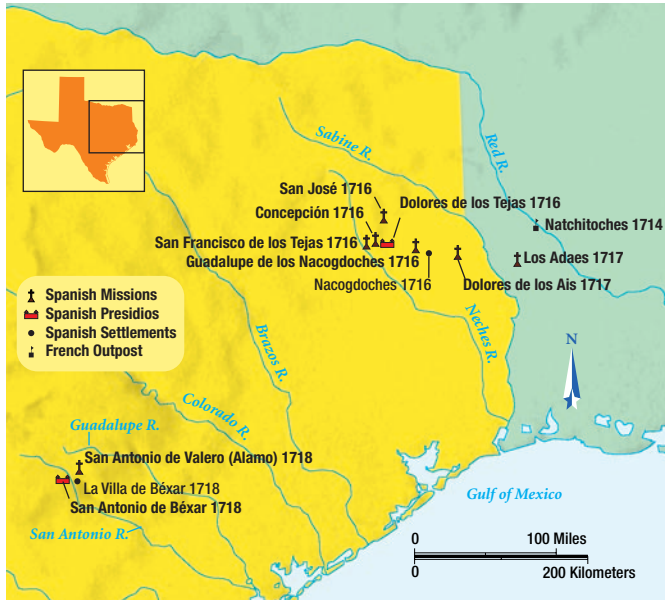 Sabine R.
Red R.
San José 1716
Dolores de los Tejas 1716
Concepción 1716
Natchitoches 1714
San Francisco de los Tejas 1716
Guadalupe de los Nacogdoches 1716
Los Adaes 1717
Nacogdoches 1716
Dolores de los Ais 1717
Spanish Missions
Spanish Presidios
Spanish Settlements
French Outpost
Brazos R.
Neches R.
N
Colorado R.
Guadalupe R.
San Antonio de Valero (Alamo) 1718
La Villa de Béxar 1718
San Antonio de Béxar 1718
San Antonio R.
Gulf of Mexico
0 100 Miles
0 200 Kilometers